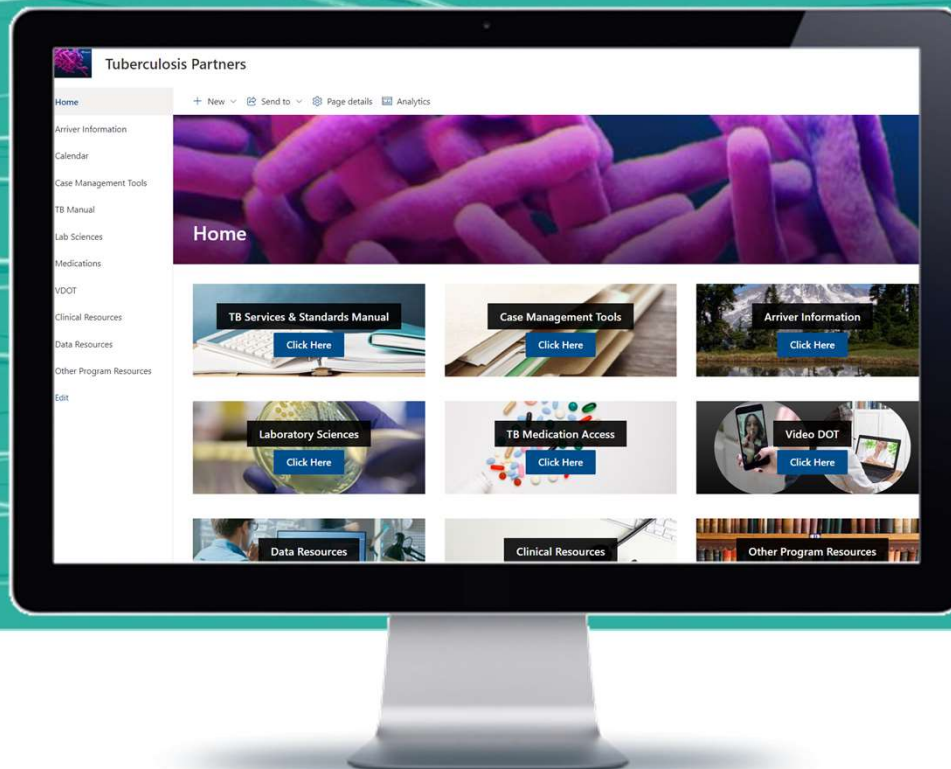 Tuberculosis Partners
Home
Arriver Information
Calendar
Case Management Tools
TB Manual
Lab Sciences
Medications
VDOT
Clinical Resources
Data Resources
Other Program Resources
Edit
+ New Send to Page details Analytics
Home
TB Services & Standards Manual
Click Here
Case Management Tools
Click Here
Arriver Information
Click Here
Laboratory Sciences
Click Here
TB Medication Access
Click Here
Video DOT
Click Here
Data Resources
Clinical Resources
Other Program Resources